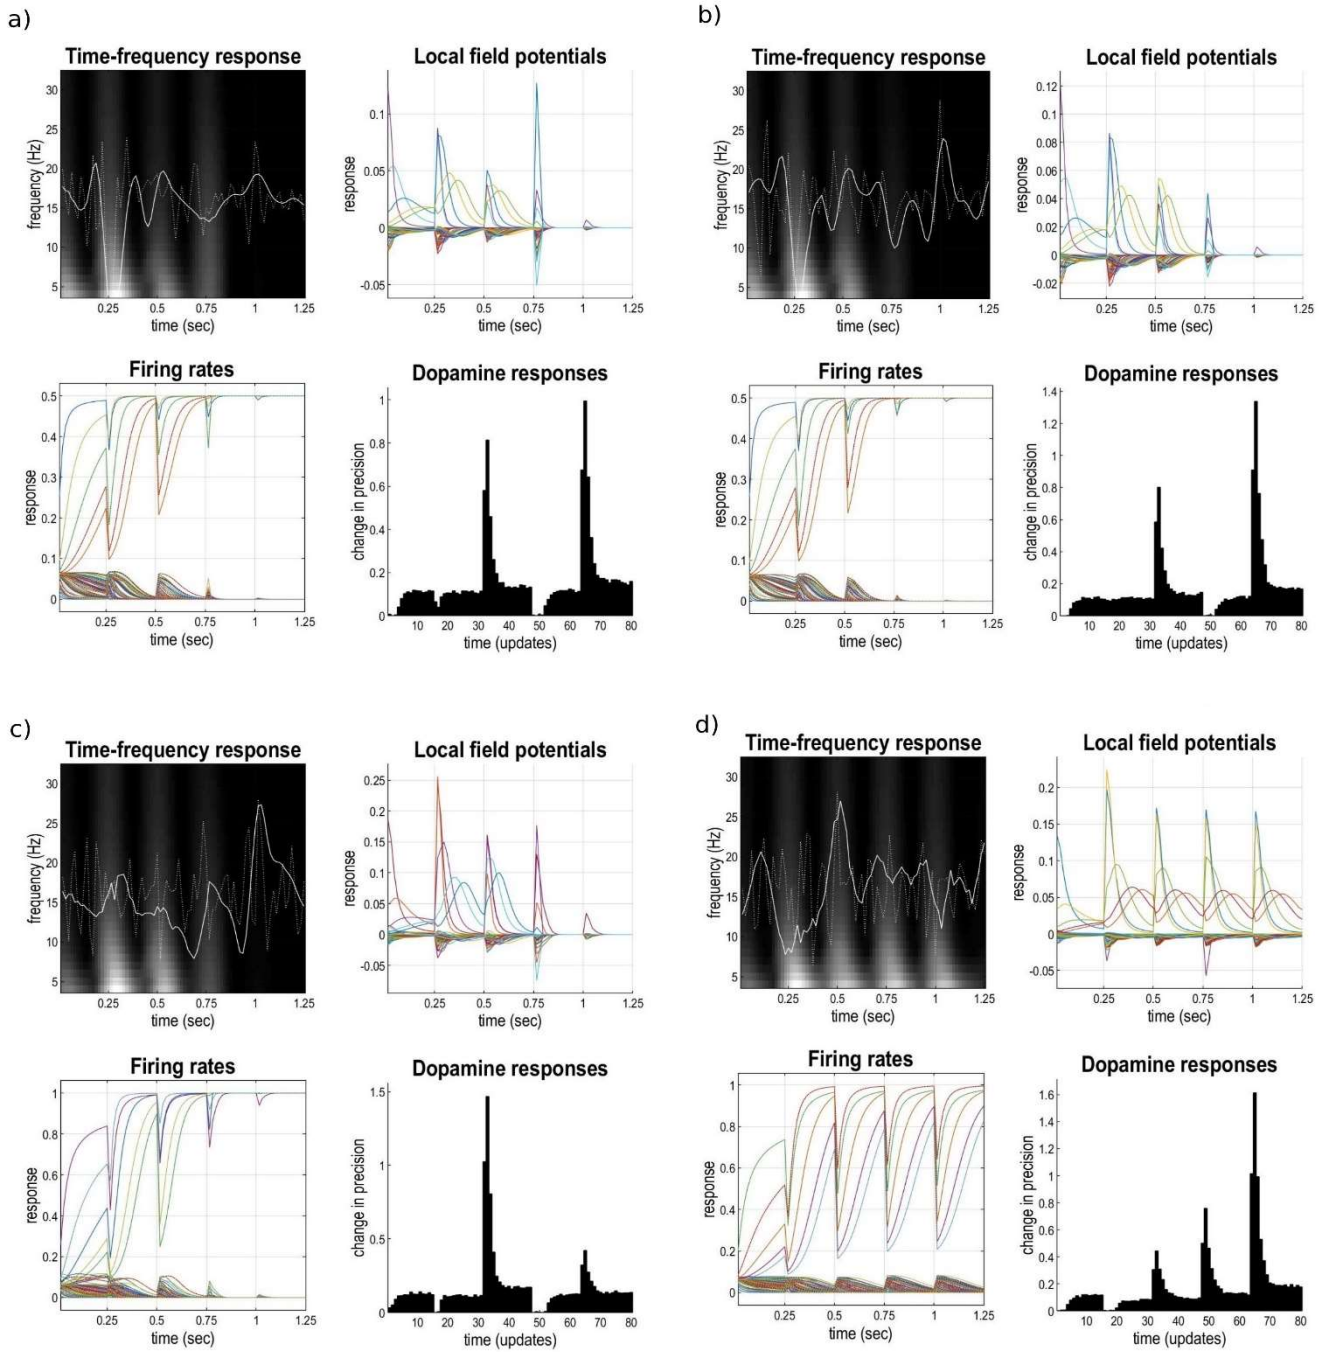 a)
Time-frequency response
30
25
20
15
10
5
frequency (Hz)
0.25 0.5 0.75 1 1.25
time (sec)
Local field potentials
0.1
0.05
0
-0.05
response
0.25 0.5 0.75 1 1.25
time (sec)
Firing rates
0.5
0.4
0.3
0.2
0.1
0
response
0.25 0.5 0.75 1 1.25
time (sec)
Dopamine responses
1
0.8
0.6
0.4
0.2
0
change in precision
10 20 30 40 50 60 70 80
time (updates)
b)
Time-frequency response
30
25
20
15
10
5
frequency (Hz)
0.25 0.5 0.75 1 1.25
time (sec)
Local field potentials
0.12
0.1
0.08
0.06
0.04
0.02
0
-0.02
response
0.25 0.5 0.75 1 1.25
time (sec)
Firing rates
0.5
0.4
0.3
0.2
0.1
0
response
0.25 0.5 0.75 1 1.25
time (sec)
Dopamine responses
1.4
1.2
1
0.8
0.6
0.4
0.2
0
change in precision
10 20 30 40 50 60 70 80
time (updates)
c)
Time-frequency response
30
25
20
15
10
5
frequency (Hz)
0.25 0.5 0.75 1 1.25
time (sec)
Local field potentials
0.25
0.2
0.15
0.1
0.05
0
-0.05
response
0.25 0.5 0.75 1 1.25
time (sec)
Firing rates
1
0.8
0.6
0.4
0.2
0
response
0.25 0.5 0.75 1 1.25
time (sec)
Dopamine responses
1.5
1
0.5
0
change in precision
10 20 30 40 50 60 70 80
time (updates)
d)
Time-frequency response
30
25
20
15
10
5
frequency (Hz)
0.25 0.5 0.75 1 1.25
time (sec)
Local field potentials
0.2
0.15
0.1
0.05
0
-0.05
response
0.25 0.5 0.75 1 1.25
time (sec)
Firing rates
1
0.8
0.6
0.4
0.2
0
response
0.25 0.5 0.75 1 1.25
time (sec)
Dopamine responses
1.6
1.4
1.2
1
0.8
0.6
0.4
0.2
0
change in precision
10 20 30 40 50 60 70 80
time (updates)